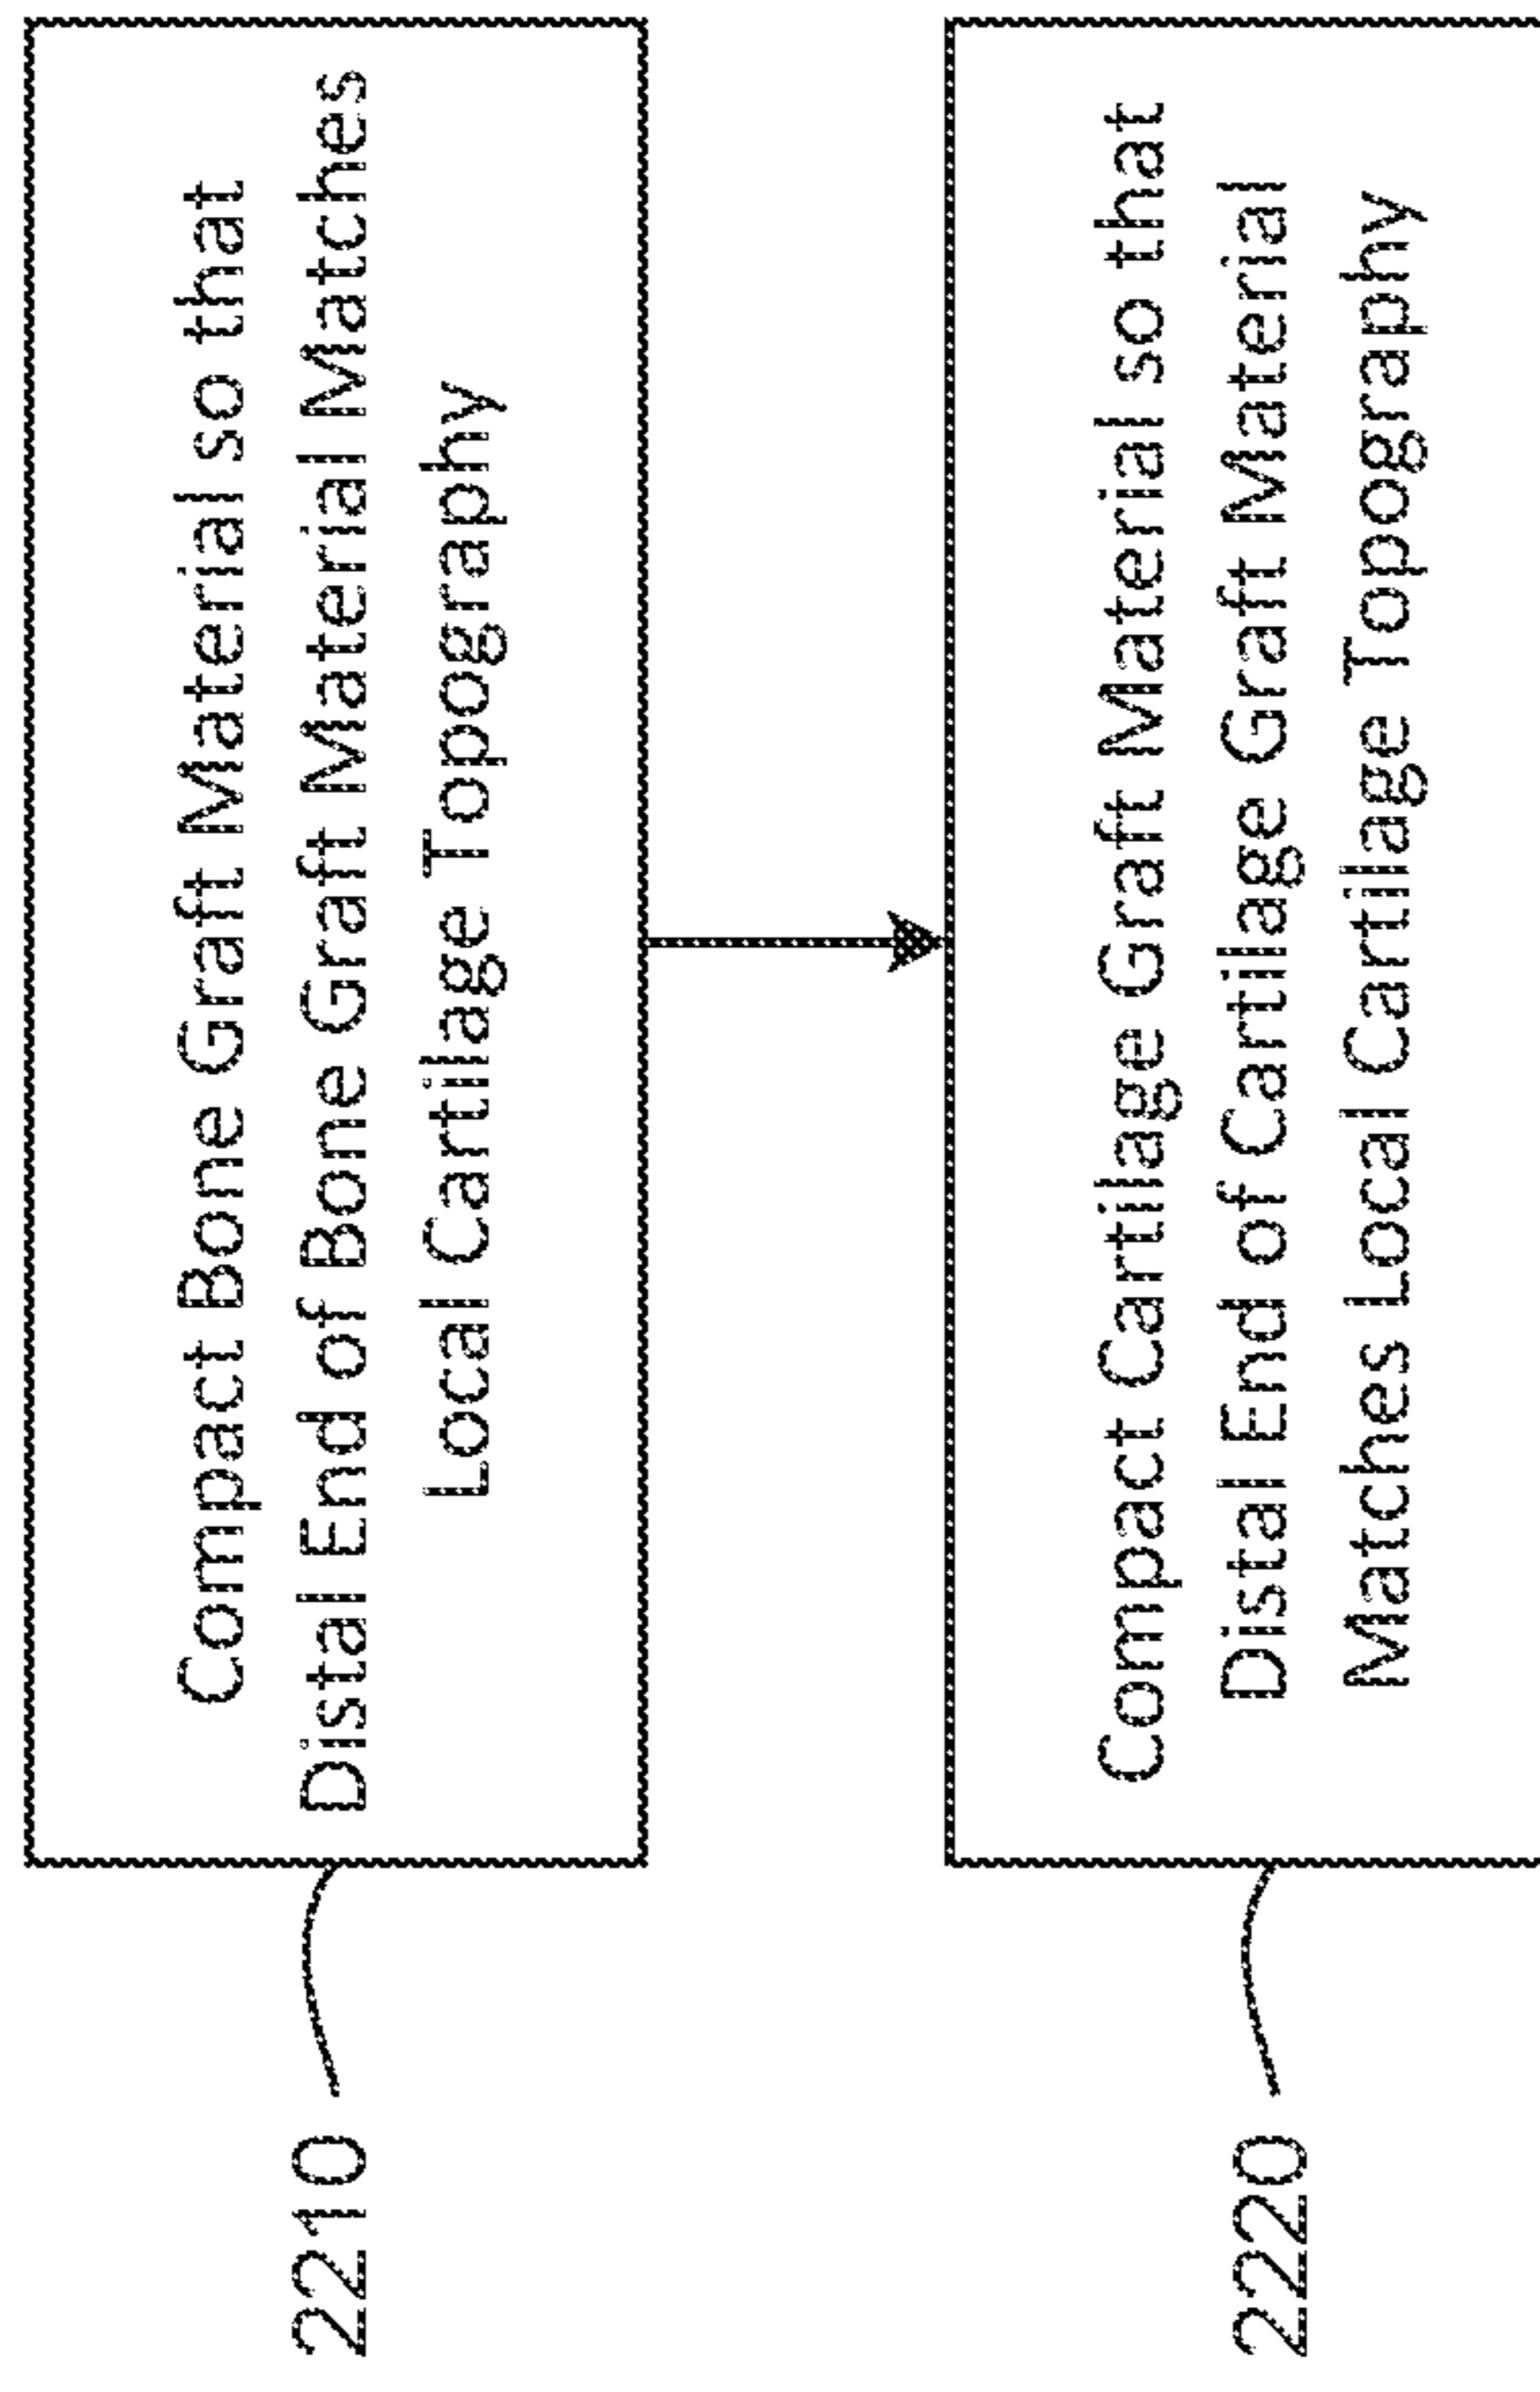 2210
Compact Bone Graft Material so that
Distal End of Bone Graft Material Matches
Local Cartilage Topography
2220
Compact Cartilage Graft Material so that
Distal End of Cartilage Graft Material
Matches Local Cartilage Topography